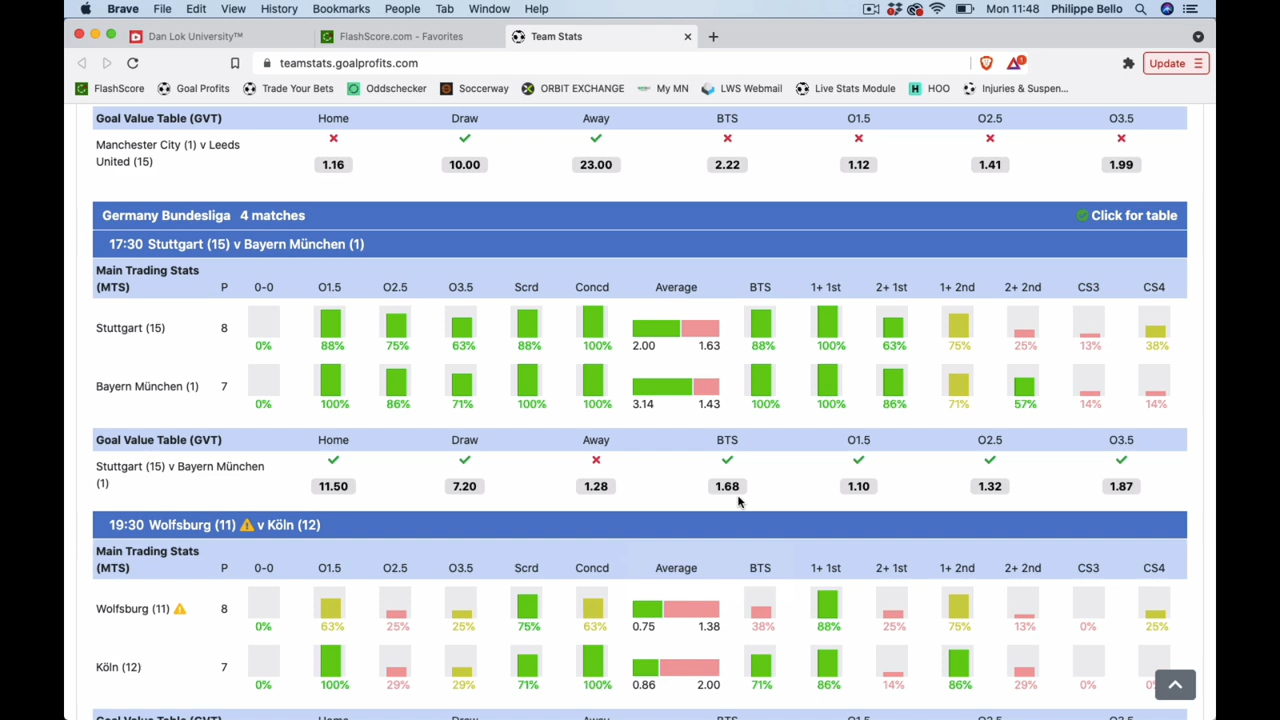 Brave File Edit View History Bookmarks People Tab Window Help Mon 11:48 Philippe Bello
Dan Lok University™ FlashScore.com - Favorites Team Stats
teamstats.goalprofits.com Update
FlashScore Goal Profits Trade Your Bets Oddschecker Soccerway ORBIT EXCHANGE My MN LWS Webmail Live Stats Module HOO Injuries & Suspen...
Goal Value Table (GVT) Home Draw Away BTS O1.5 O2.5 O3.5
Manchester City (1) v Leeds
United (15) 1.16 10.00 23.00 2.22 1.12 1.41 1.99
Germany Bundesliga 4 matches Click for table
17:30 Stuttgart (15) v Bayern München (1)
Main Trading Stats
(MTS) P 0-0 O1.5 O2.5 O3.5 Scrd Concd Average BTS 1+ 1st 2+ 1st 1+ 2nd 2+ 2nd CS3 CS4
Stuttgart (15) 8
0% 88% 75% 63% 88% 100% 2.00 1.63 88% 100% 63% 75% 25% 13% 38%
Bayern München (1) 7
0% 100% 86% 71% 100% 100% 3.14 1.43 100% 100% 86% 71% 57% 14% 14%
Goal Value Table (GVT) Home Draw Away BTS O1.5 O2.5 O3.5
Stuttgart (15) v Bayern München
(1) 11.50 7.20 1.28 1.68 1.10 1.32 1.87
19:30 Wolfsburg (11) v Köln (12)
Main Trading Stats
(MTS) P 0-0 O1.5 O2.5 O3.5 Scrd Concd Average BTS 1+ 1st 2+ 1st 1+ 2nd 2+ 2nd CS3 CS4
Wolfsburg (11) 8
0% 63% 25% 25% 75% 63% 0.75 1.38 38% 88% 25% 75% 13% 0% 25%
Köln (12) 7
0% 100% 29% 29% 71% 100% 0.86 2.00 71% 86% 14% 86% 29% 0%
Goal Value Table (GVT) Home Draw Away BTS O1.5 O2.5 O3.5